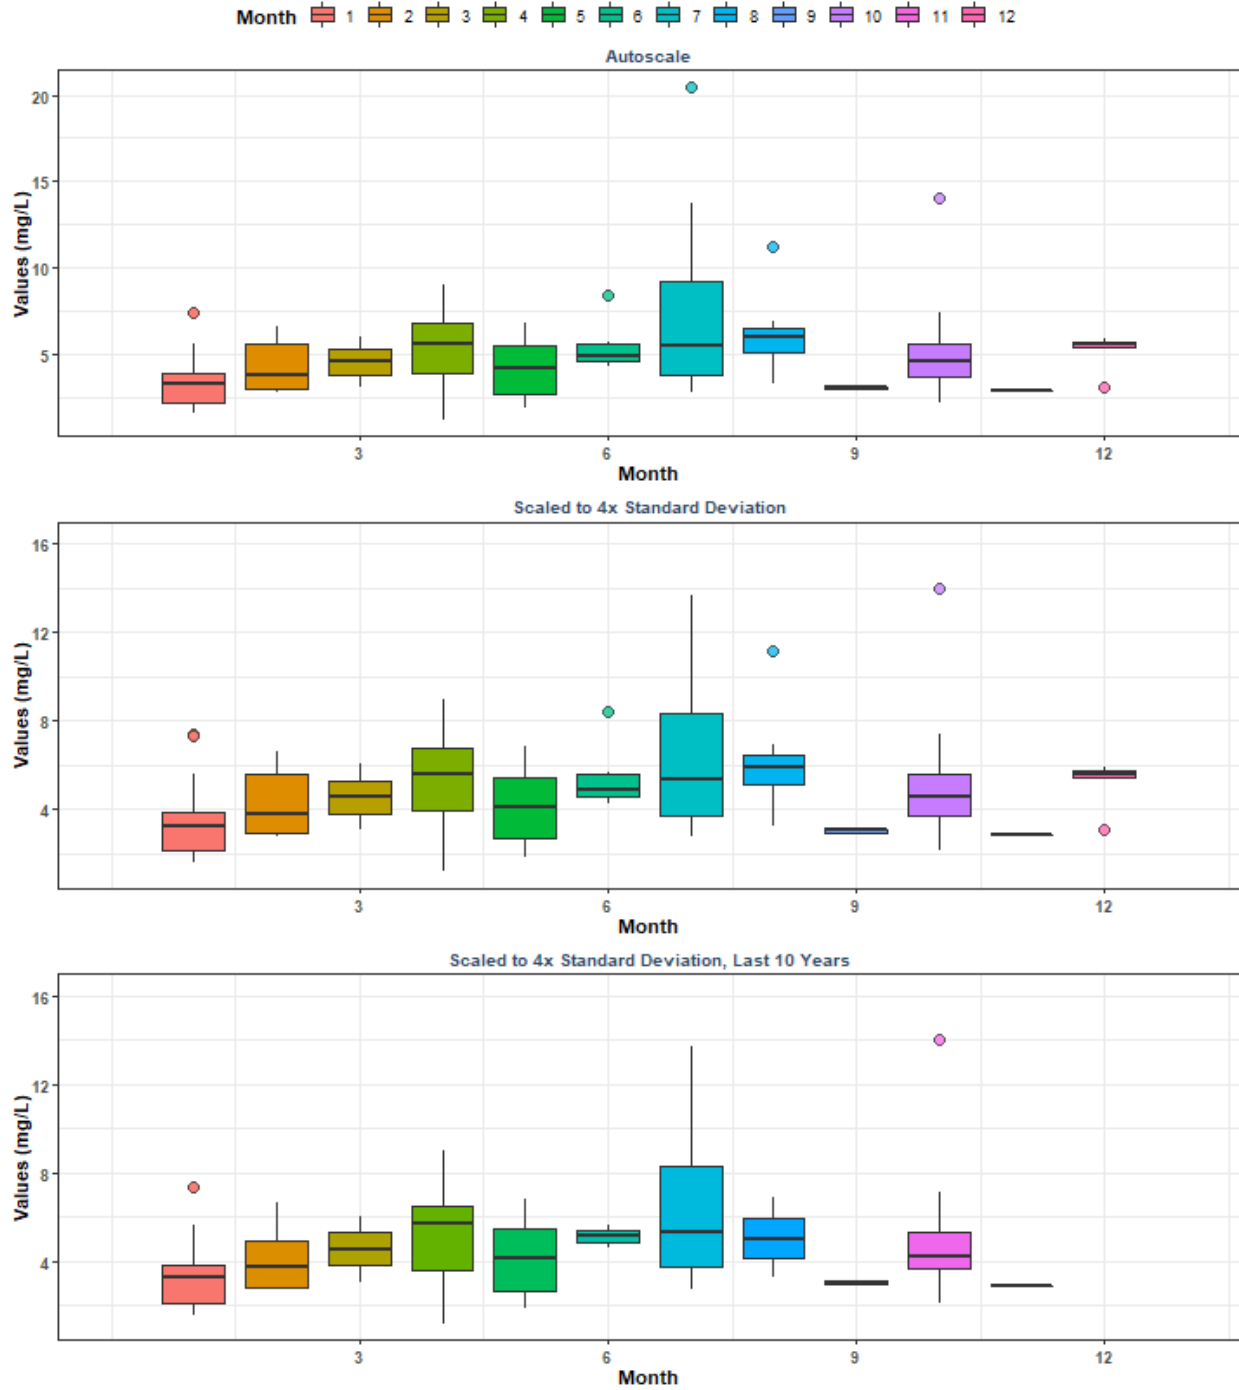 Month 1 2 3 4 5 6 7 8 9 10 11 12
Autoscale
Values (mg/L)
20
15
10
5
3 6 9 12
Month
Scaled to 4x Standard Deviation
Values (mg/L)
16
12
8
4
3 6 9 12
Month
Scaled to 4x Standard Deviation, Last 10 Years
Values (mg/L)
16
12
8
4
3 6 9 12
Month